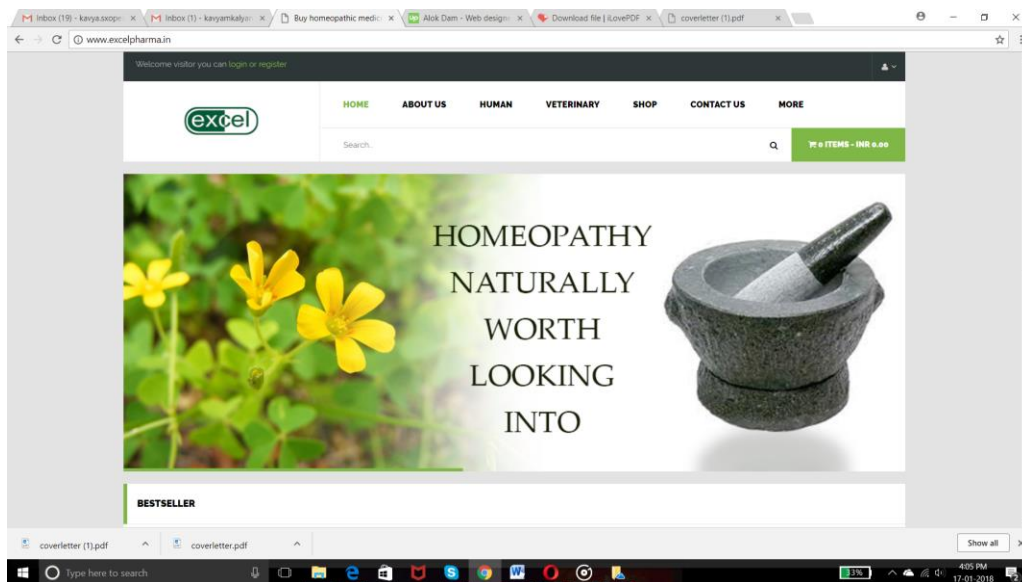 Inbox (19) - kavya.sxope
Inbox (1) - kavyamkalyan
Buy homeopathic medici
Alok Dam - Web designe
Download file | iLovePDF
coverletter (1).pdf
www.excelpharma.in
Welcome visitor you can login or register
excel
HOME ABOUT US HUMAN VETERINARY SHOP CONTACT US MORE
Search..
0 ITEMS - INR 0.00
HOMEOPATHY
NATURALLY
WORTH
LOOKING
INTO
BESTSELLER
coverletter (1).pdf
coverletter.pdf
Show all
Type here to search
4:05 PM
17-01-2018